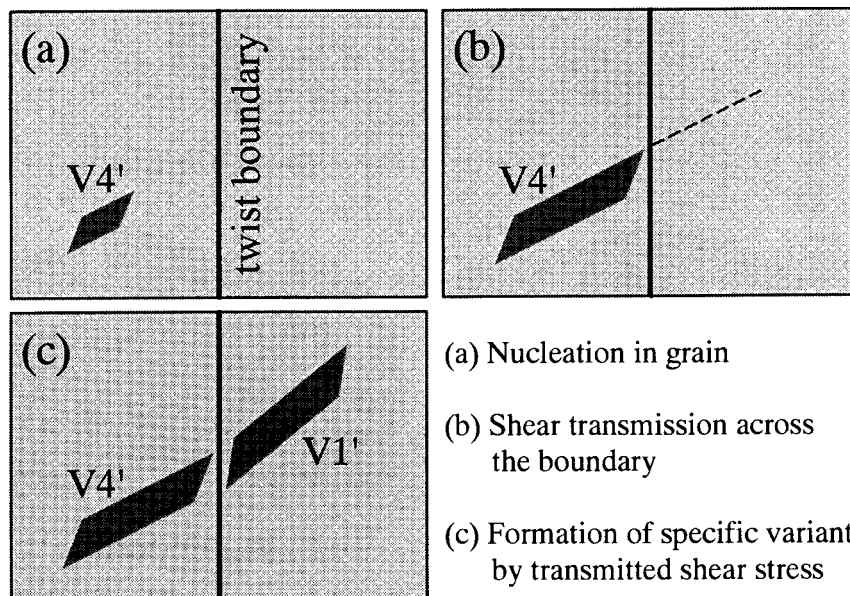 (a)
V4'
twist boundary
(b)
V4'
(c)
V4'
V1'
(a) Nucleation in grain
(b) Shear transmission across
the boundary
(c) Formation of specific variant
by transmitted shear stress